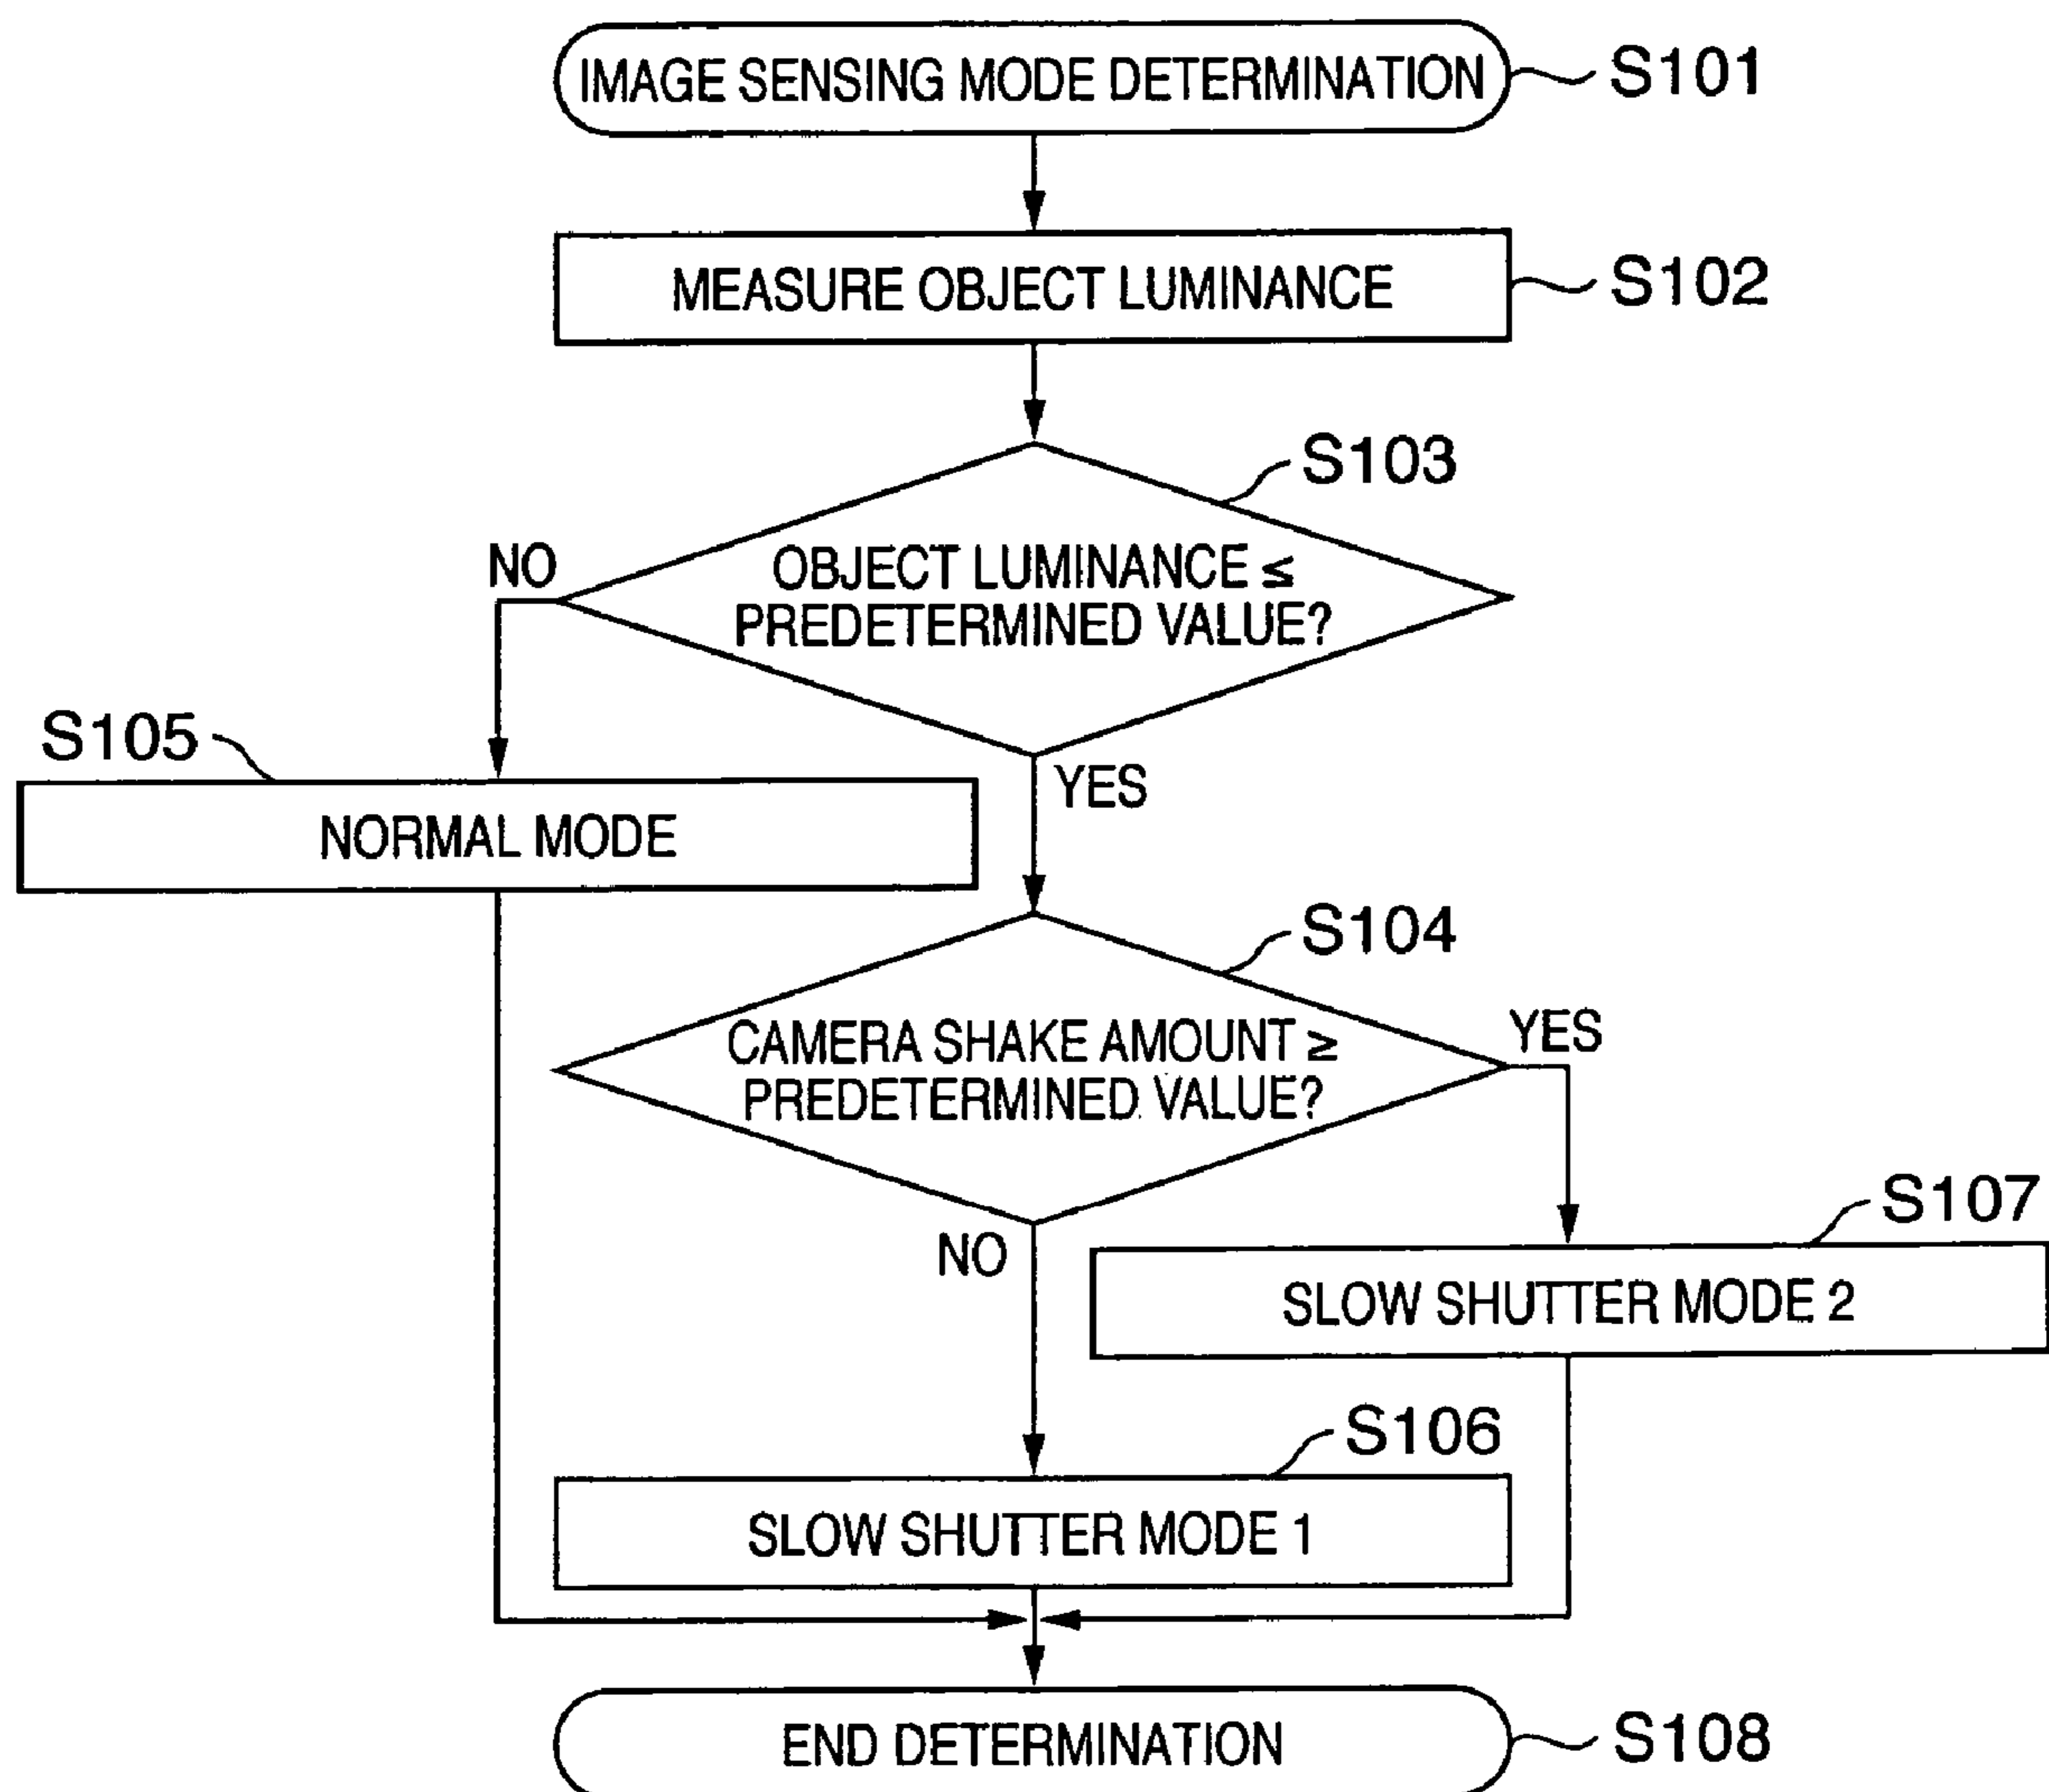 IMAGE SENSING MODE DETERMINATION
S101
MEASURE OBJECT LUMINANCE
S102
S103
OBJECT LUMINANCE ≤
PREDETERMINED VALUE?
NO
YES
S105
NORMAL MODE
S104
CAMERA SHAKE AMOUNT ≥
PREDETERMINED VALUE?
YES
NO
S107
SLOW SHUTTER MODE 2
S106
SLOW SHUTTER MODE 1
END DETERMINATION
S108